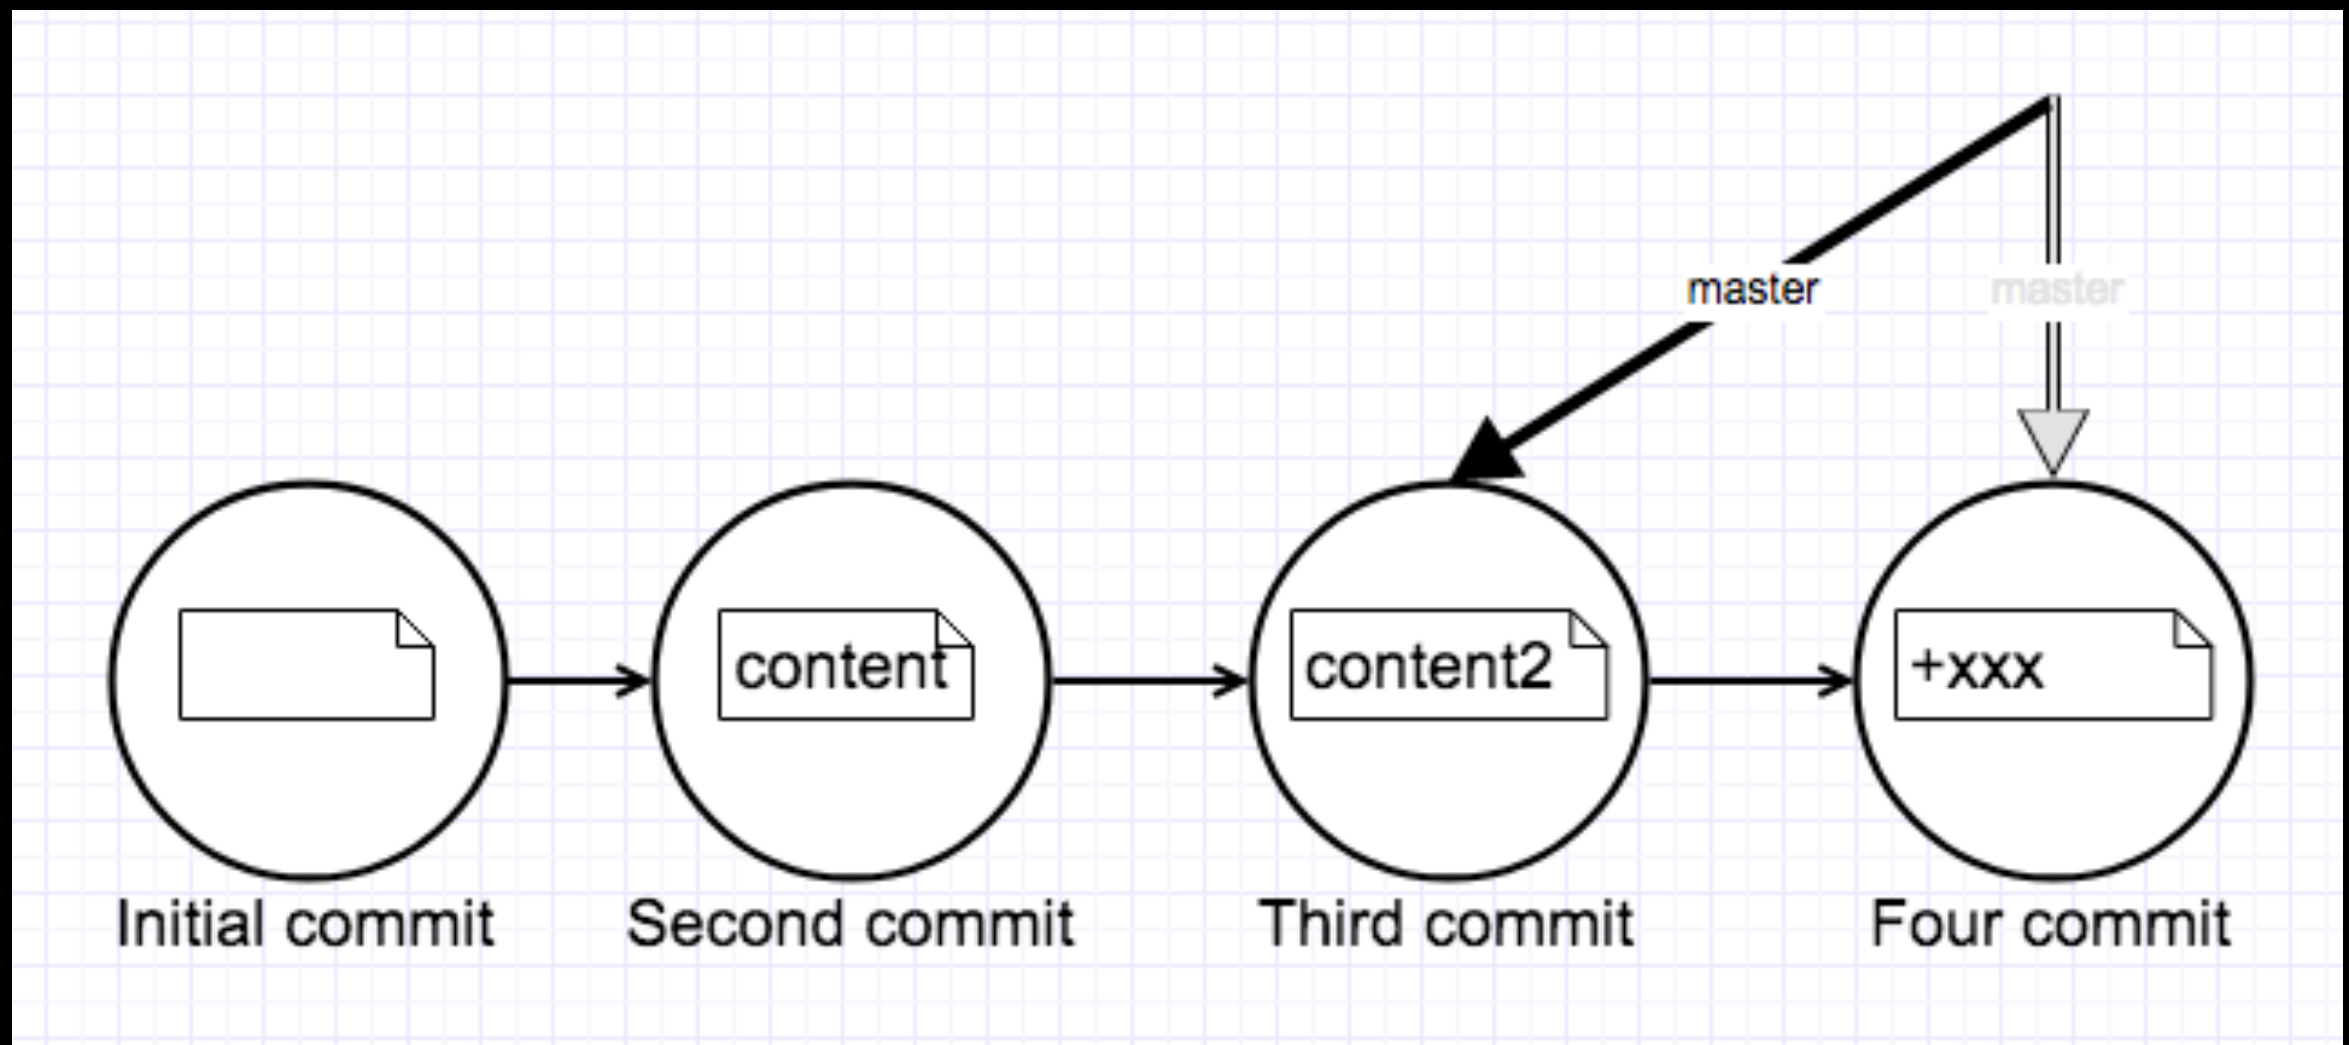 master
master
content
content2
+xxx
Initial commit
Second commit
Third commit
Four commit